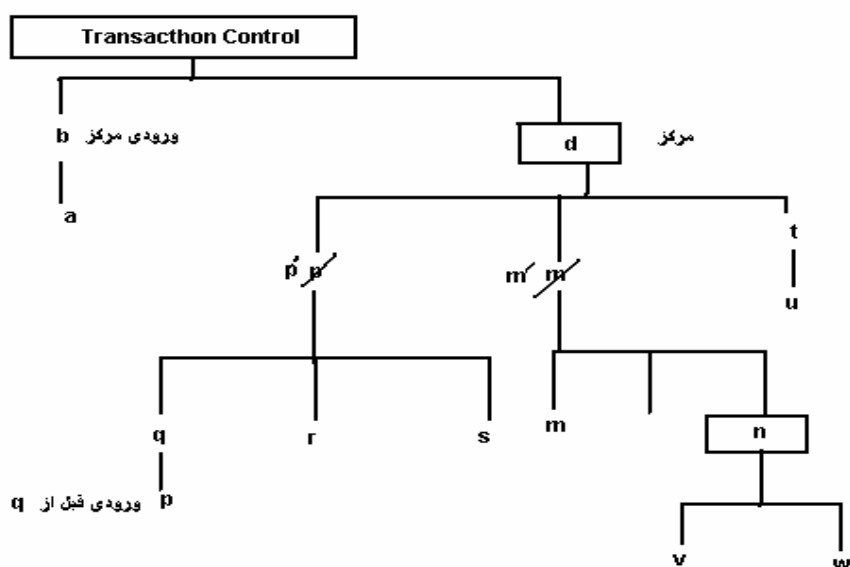 Transacthon Control
b ورودی مرکز
d مرکز
a
t
p′ p
m′ m
u
q
r
s
m
n
ورودی قبل از q
p
v
w